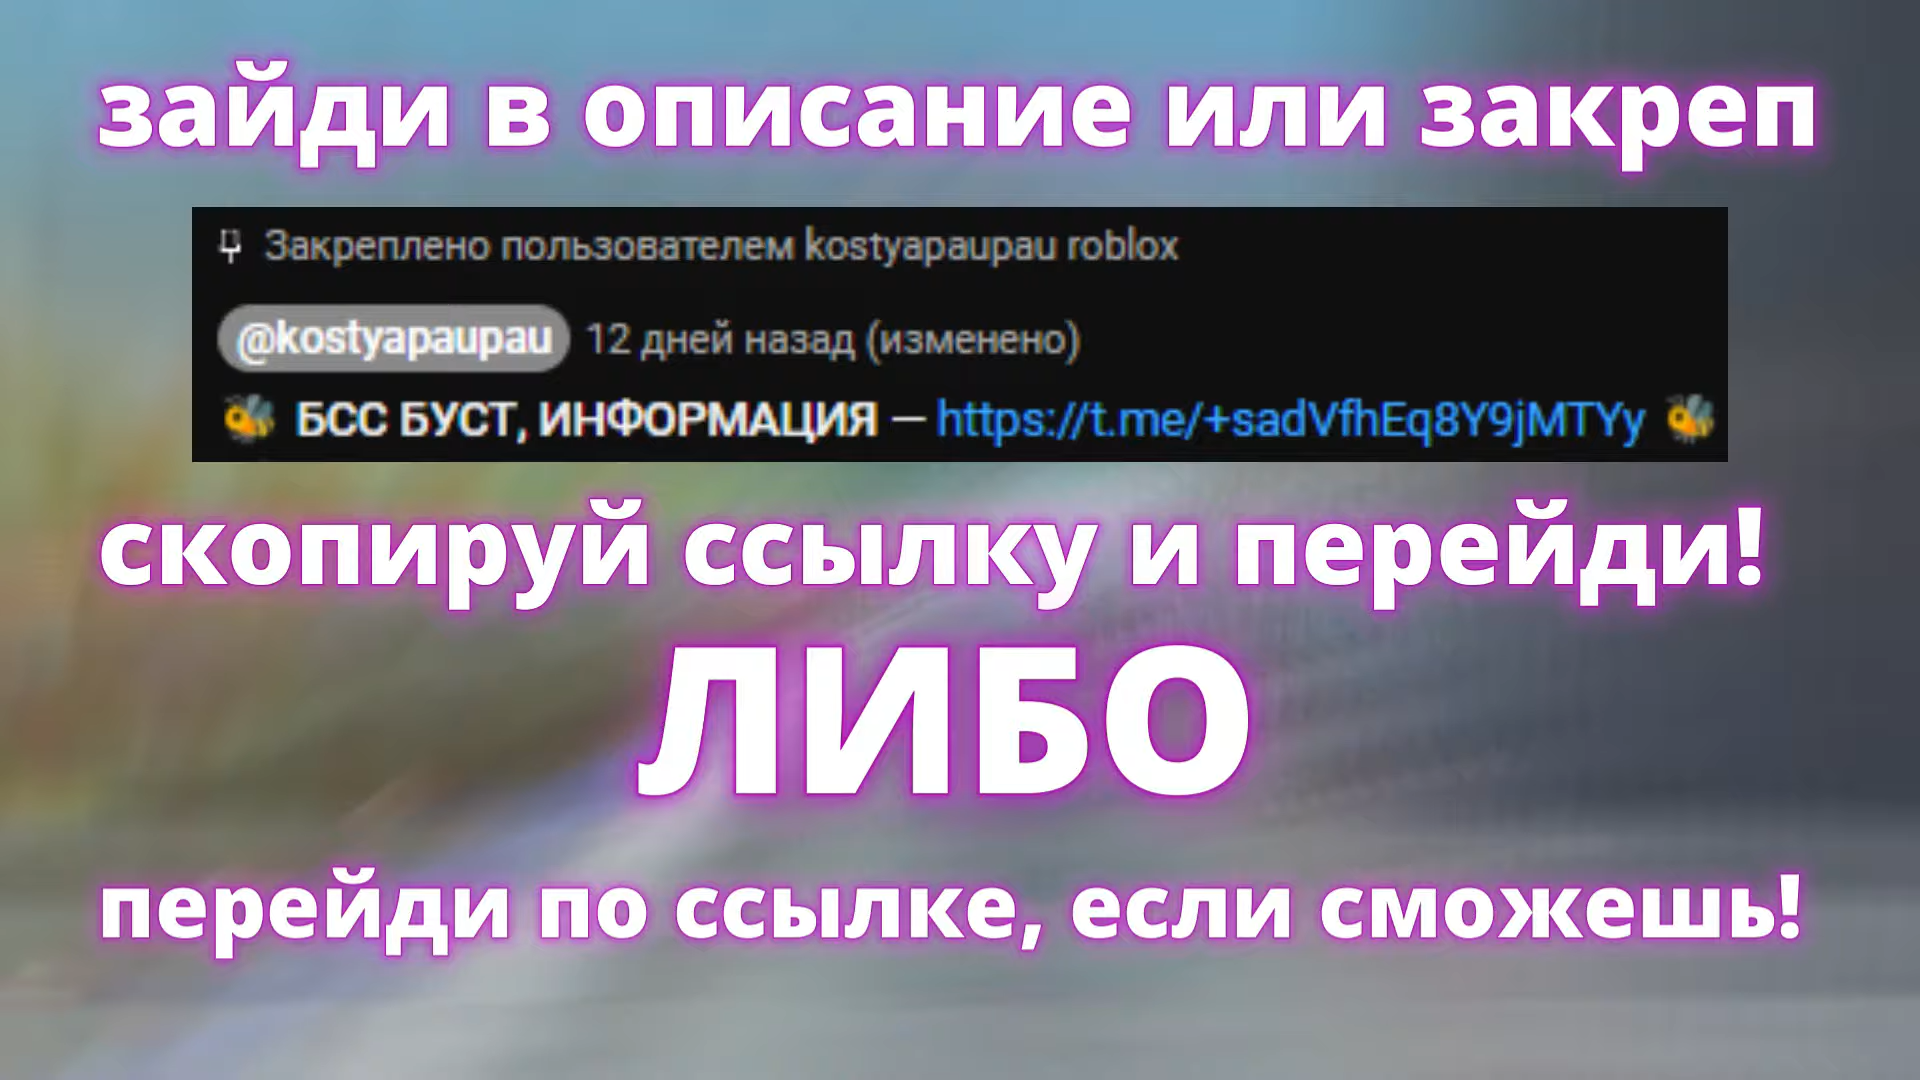 зайди в описание или закреп
Закреплено пользователем kostyapaupau roblox
@kostyapaupau 12 дней назад (изменено)
БСС БУСТ, ИНФОРМАЦИЯ — https://t.me/+sadVfhEq8Y9jMTYy
скопируй ссылку и перейди!
ЛИБО
перейди по ссылке, если сможешь!